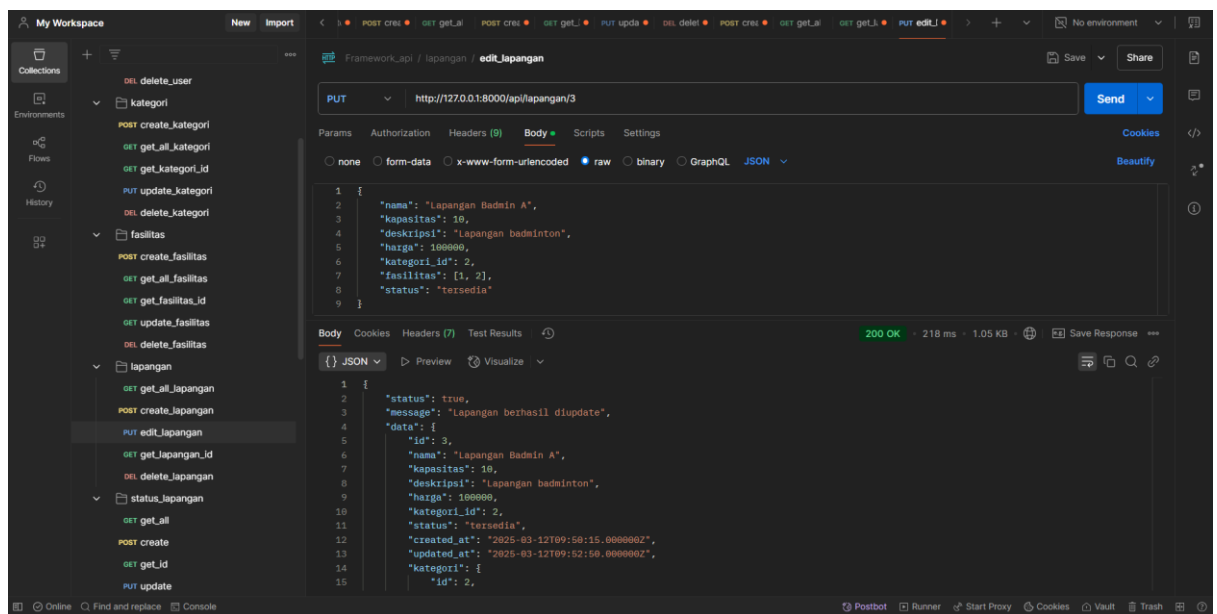 My Workspace New Import
POST crea GET get_al POST crea GET get_l PUT upda DEL delet POST crea GET get_al GET get_l PUT edit_l No environment
Collections
Environments
Flows
History
DEL delete_user
kategori
POST create_kategori
GET get_all_kategori
GET get_kategori_id
PUT update_kategori
DEL delete_kategori
fasilitas
POST create_fasilitas
GET get_all_fasilitas
GET get_fasilitas_id
GET update_fasilitas
DEL delete_fasilitas
lapangan
GET get_all_lapangan
POST create_lapangan
PUT edit_lapangan
GET get_lapangan_id
DEL delete_lapangan
status_lapangan
GET get_all
POST create
GET get_id
PUT update
HTTP Framework_api / lapangan / edit_lapangan Save Share
PUT http://127.0.0.1:8000/api/lapangan/3 Send
Params Authorization Headers (9) Body Scripts Settings Cookies
none form-data x-www-form-urlencoded raw binary GraphQL JSON Beautify
1 {
2 "nama": "Lapangan Badmin A",
3 "kapasitas": 10,
4 "deskripsi": "Lapangan badminton",
5 "harga": 100000,
6 "kategori_id": 2,
7 "fasilitas": [1, 2],
8 "status": "tersedia"
9 }
Body Cookies Headers (7) Test Results 200 OK 218 ms 1.05 KB Save Response
{} JSON Preview Visualize
1 {
2 "status": true,
3 "message": "Lapangan berhasil diupdate",
4 "data": {
5 "id": 3,
6 "nama": "Lapangan Badmin A",
7 "kapasitas": 10,
8 "deskripsi": "Lapangan badminton",
9 "harga": 100000,
10 "kategori_id": 2,
11 "status": "tersedia",
12 "created_at": "2025-03-12T09:50:15.000000Z",
13 "updated_at": "2025-03-12T09:52:50.000000Z",
14 "kategori": {
15 "id": 2,
Online Find and replace Console Postbot Runner Start Proxy Cookies Vault Trash